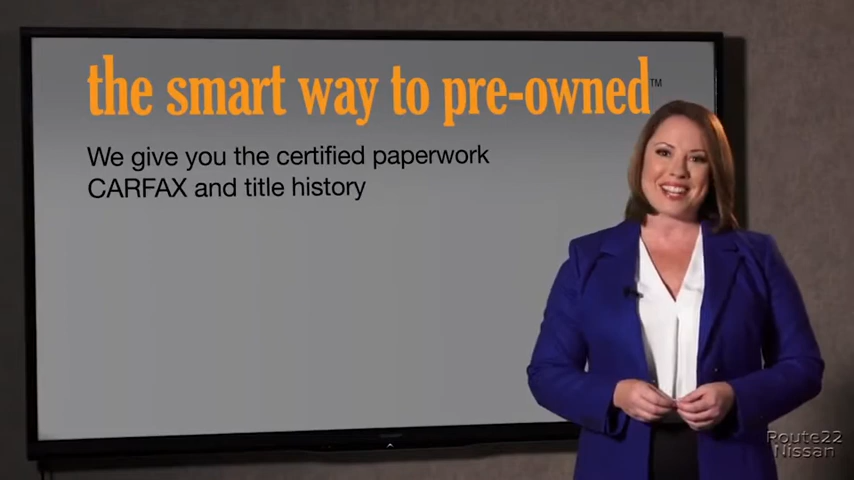 the smart way to pre-owned™
We give you the certified paperwork
CARFAX and title history
Route22
Nissan